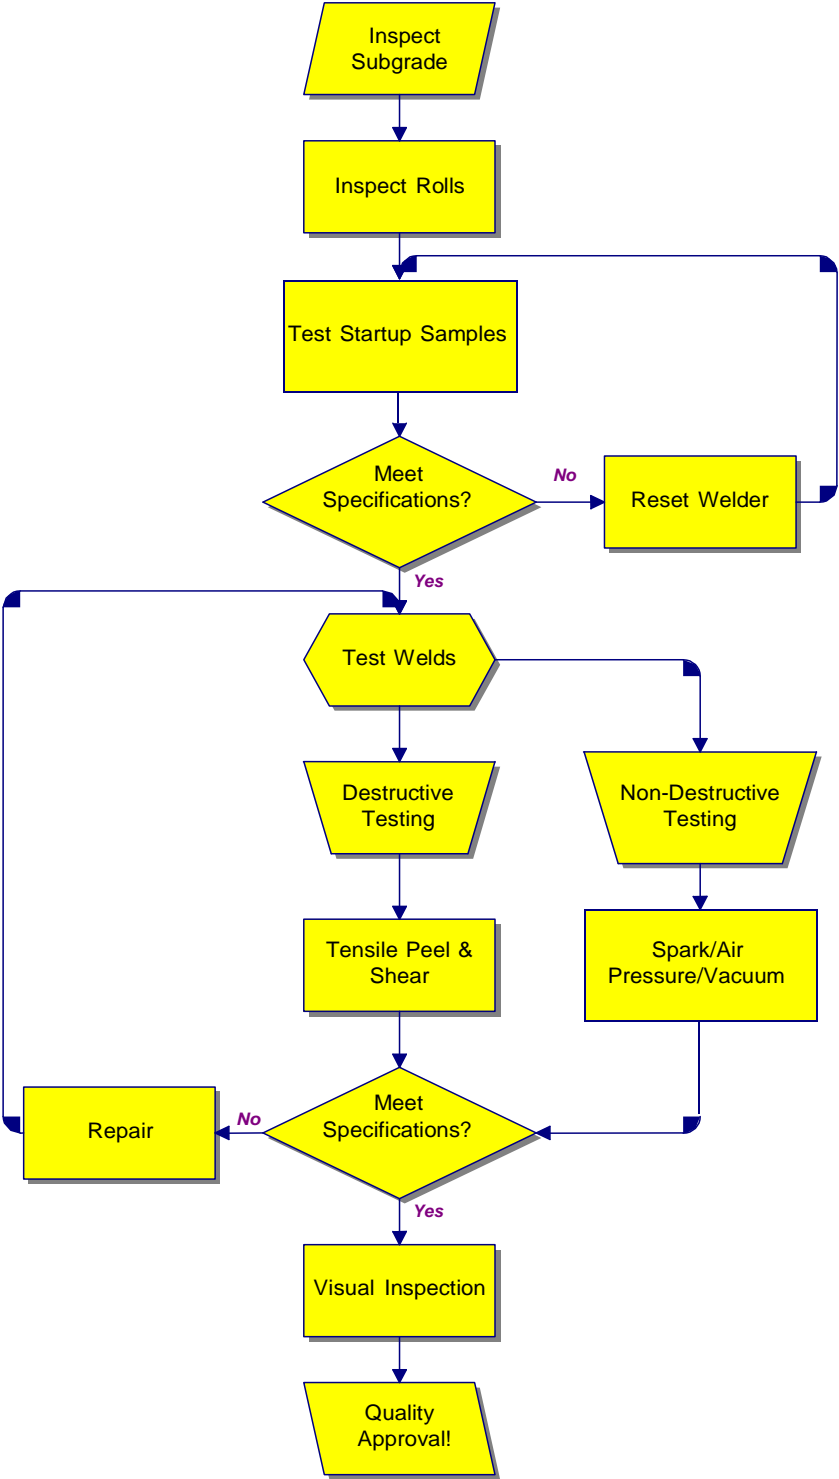 Inspect
Subgrade
Inspect Rolls
Test Startup Samples
Meet
Specifications?
No
Reset Welder
Yes
Test Welds
Destructive
Testing
Non-Destructive
Testing
Tensile Peel &
Shear
Spark/Air
Pressure/Vacuum
Meet
Specifications?
No
Repair
Yes
Visual Inspection
Quality
Approval!